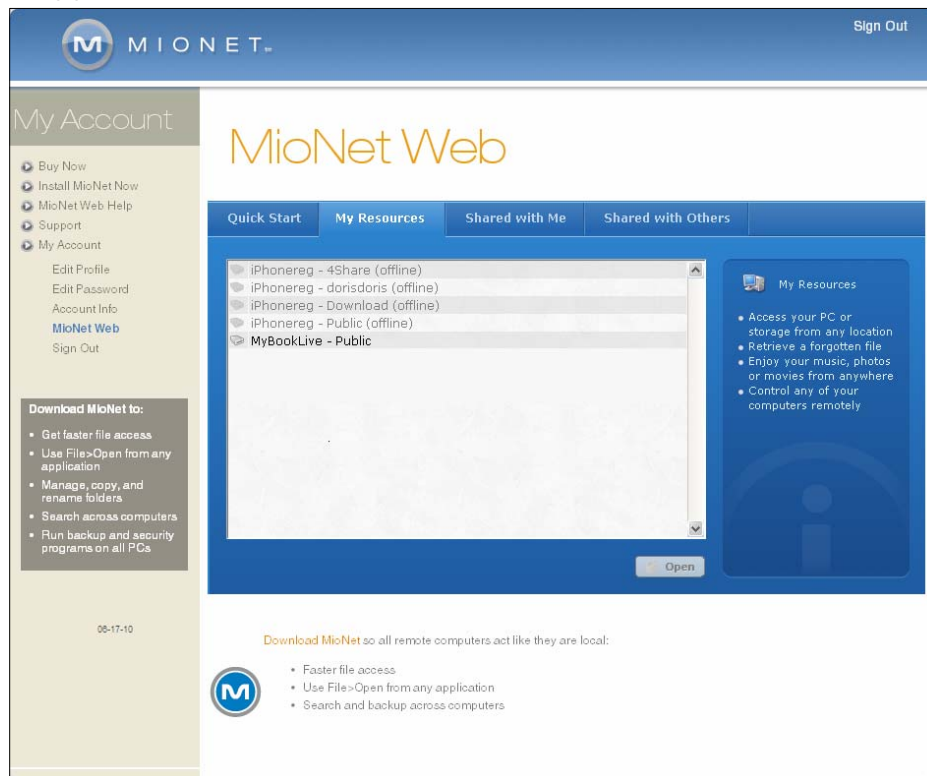 MIONET
Sign Out
My Account
Buy Now
Install MioNet Now
MioNet Web Help
Support
My Account
Edit Profile
Edit Password
Account Info
MioNet Web
Sign Out
Download MioNet to:
• Get faster file access
• Use File>Open from any
application
• Manage, copy, and
rename folders
• Search across computers
• Run backup and security
programs on all PCs
06-17-10
MioNet Web
Quick Start
My Resources
Shared with Me
Shared with Others
iPhonereg - 4Share (offline)
iPhonereg - dorisdoris (offline)
iPhonereg - Download (offline)
iPhonereg - Public (offline)
MyBookLive - Public
Open
My Resources
• Access your PC or
storage from any location
• Retrieve a forgotten file
• Enjoy your music, photos
or movies from anywhere
• Control any of your
computers remotely
Download MioNet so all remote computers act like they are local:
• Faster file access
• Use File>Open from any application
• Search and backup across computers